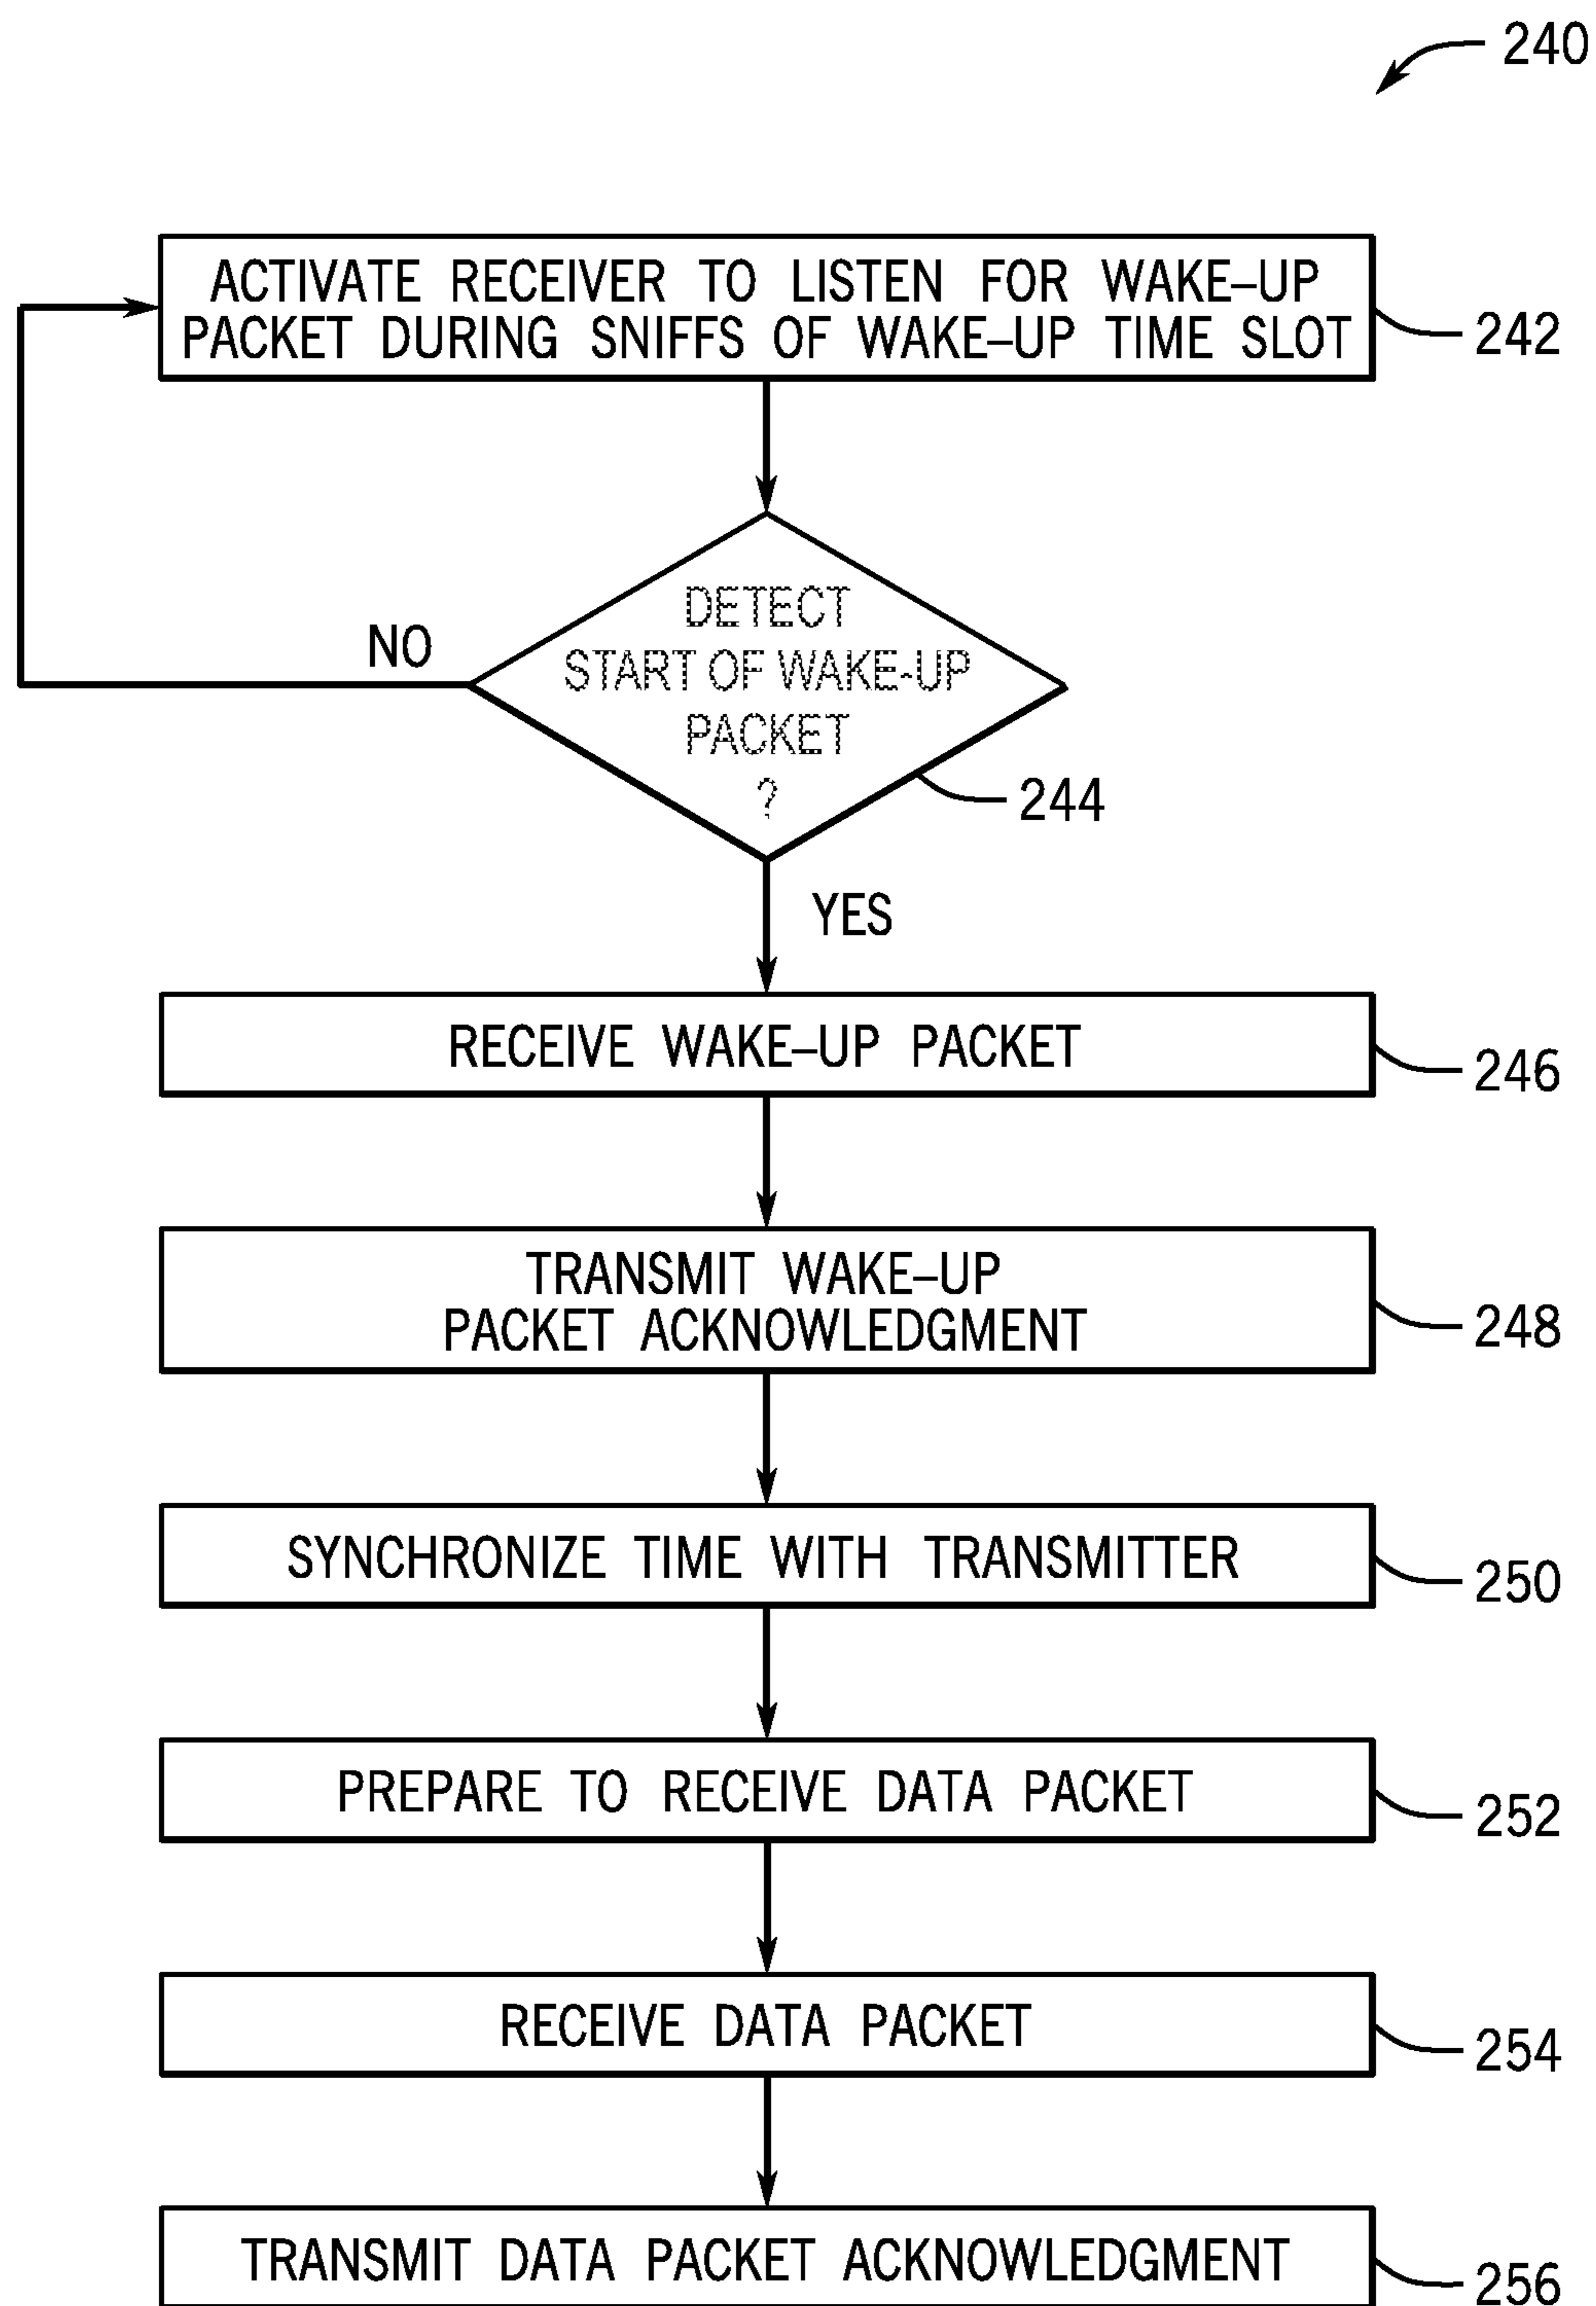 240
ACTIVATE RECEIVER TO LISTEN FOR WAKE–UP
PACKET DURING SNIFFS OF WAKE–UP TIME SLOT
242
DETECT
START OF WAKE-UP
PACKET
?
NO
244
YES
RECEIVE WAKE–UP PACKET
246
TRANSMIT WAKE–UP
PACKET ACKNOWLEDGMENT
248
SYNCHRONIZE TIME WITH TRANSMITTER
250
PREPARE TO RECEIVE DATA PACKET
252
RECEIVE DATA PACKET
254
TRANSMIT DATA PACKET ACKNOWLEDGMENT
256